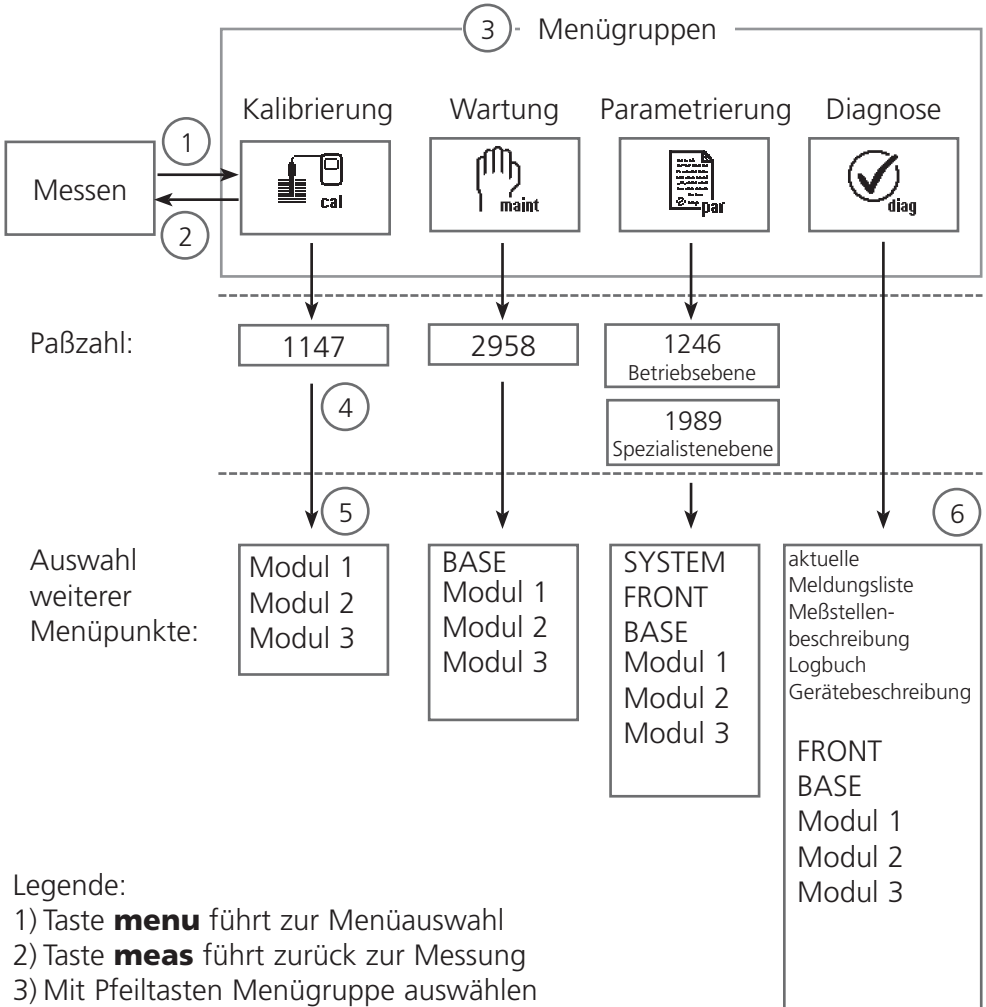 3 Menügruppen
Kalibrierung Wartung Parametrierung Diagnose
Messen
1
2
cal
maint
par
diag
Paßzahl:
1147
2958
1246
Betriebsebene
1989
Spezialistenebene
4
5
6
Auswahl
weiterer
Menüpunkte:
Modul 1
Modul 2
Modul 3
BASE
Modul 1
Modul 2
Modul 3
SYSTEM
FRONT
BASE
Modul 1
Modul 2
Modul 3
aktuelle
Meldungsliste
Meßstellen-
beschreibung
Logbuch
Gerätebeschreibung
FRONT
BASE
Modul 1
Modul 2
Modul 3
Legende:
1) Taste menu führt zur Menüauswahl
2) Taste meas führt zurück zur Messung
3) Mit Pfeiltasten Menügruppe auswählen